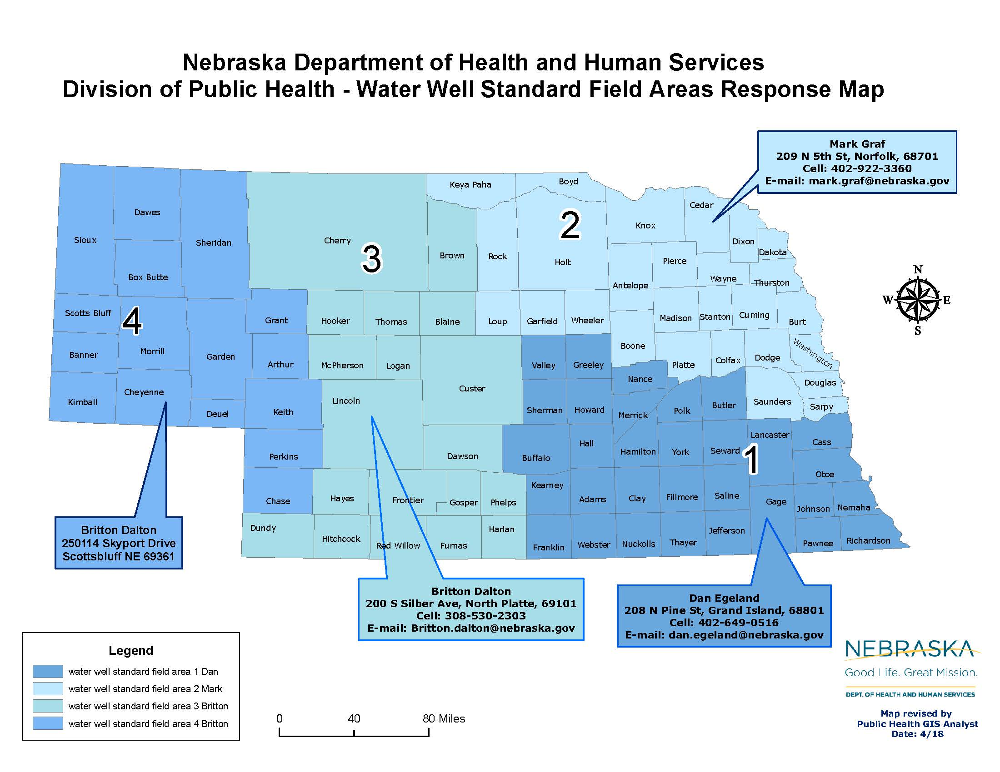 Nebraska Department of Health and Human Services
Division of Public Health - Water Well Standard Field Areas Response Map
Mark Graf
209 N 5th St, Norfolk, 68701
Cell: 402-922-3360
E-mail: mark.graf@nebraska.gov
Keya Paha
Boyd
Cedar
Dawes
Knox
2
Sioux
Sheridan
Cherry
3
Brown
Rock
Holt
Dixon
Dakota
Pierce
Box Butte
Wayne
Thurston
Antelope
N
W
E
S
Scotts Bluff
4
Grant
Hooker
Thomas
Blaine
Loup
Garfield
Wheeler
Madison
Stanton
Cuming
Burt
Banner
Morrill
Garden
Arthur
McPherson
Logan
Valley
Greeley
Boone
Platte
Colfax
Dodge
Washington
Nance
Douglas
Kimball
Cheyenne
Deuel
Keith
Lincoln
Custer
Sherman
Howard
Merrick
Polk
Butler
Saunders
Sarpy
Perkins
Dawson
Buffalo
Hall
Hamilton
York
Seward
Lancaster
1
Cass
Otoe
Chase
Hayes
Frontier
Gosper
Phelps
Kearney
Adams
Clay
Fillmore
Saline
Gage
Johnson
Nemaha
Dundy
Hitchcock
Red Willow
Furnas
Harlan
Franklin
Webster
Nuckolls
Thayer
Jefferson
Pawnee
Richardson
Britton Dalton
250114 Skyport Drive
Scottsbluff NE 69361
Britton Dalton
200 S Silber Ave, North Platte, 69101
Cell: 308-530-2303
E-mail: Britton.dalton@nebraska.gov
Dan Egeland
208 N Pine St, Grand Island, 68801
Cell: 402-649-0516
E-mail: dan.egeland@nebraska.gov
Legend
water well standard field area 1 Dan
water well standard field area 2 Mark
water well standard field area 3 Britton
water well standard field area 4 Britton
0 40 80 Miles
NEBRASKA
Good Life. Great Mission.
DEPT. OF HEALTH AND HUMAN SERVICES
Map revised by
Public Health GIS Analyst
Date: 4/18